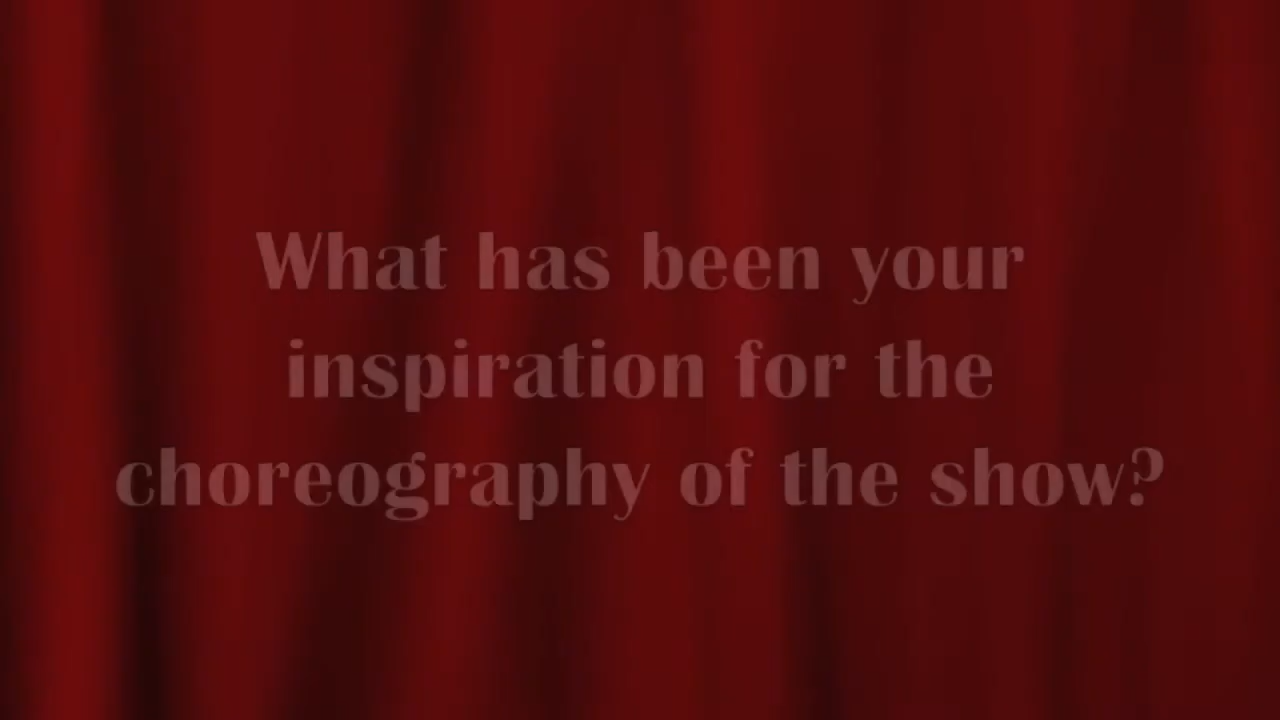 What has been your
inspiration for the
choreography of the show?